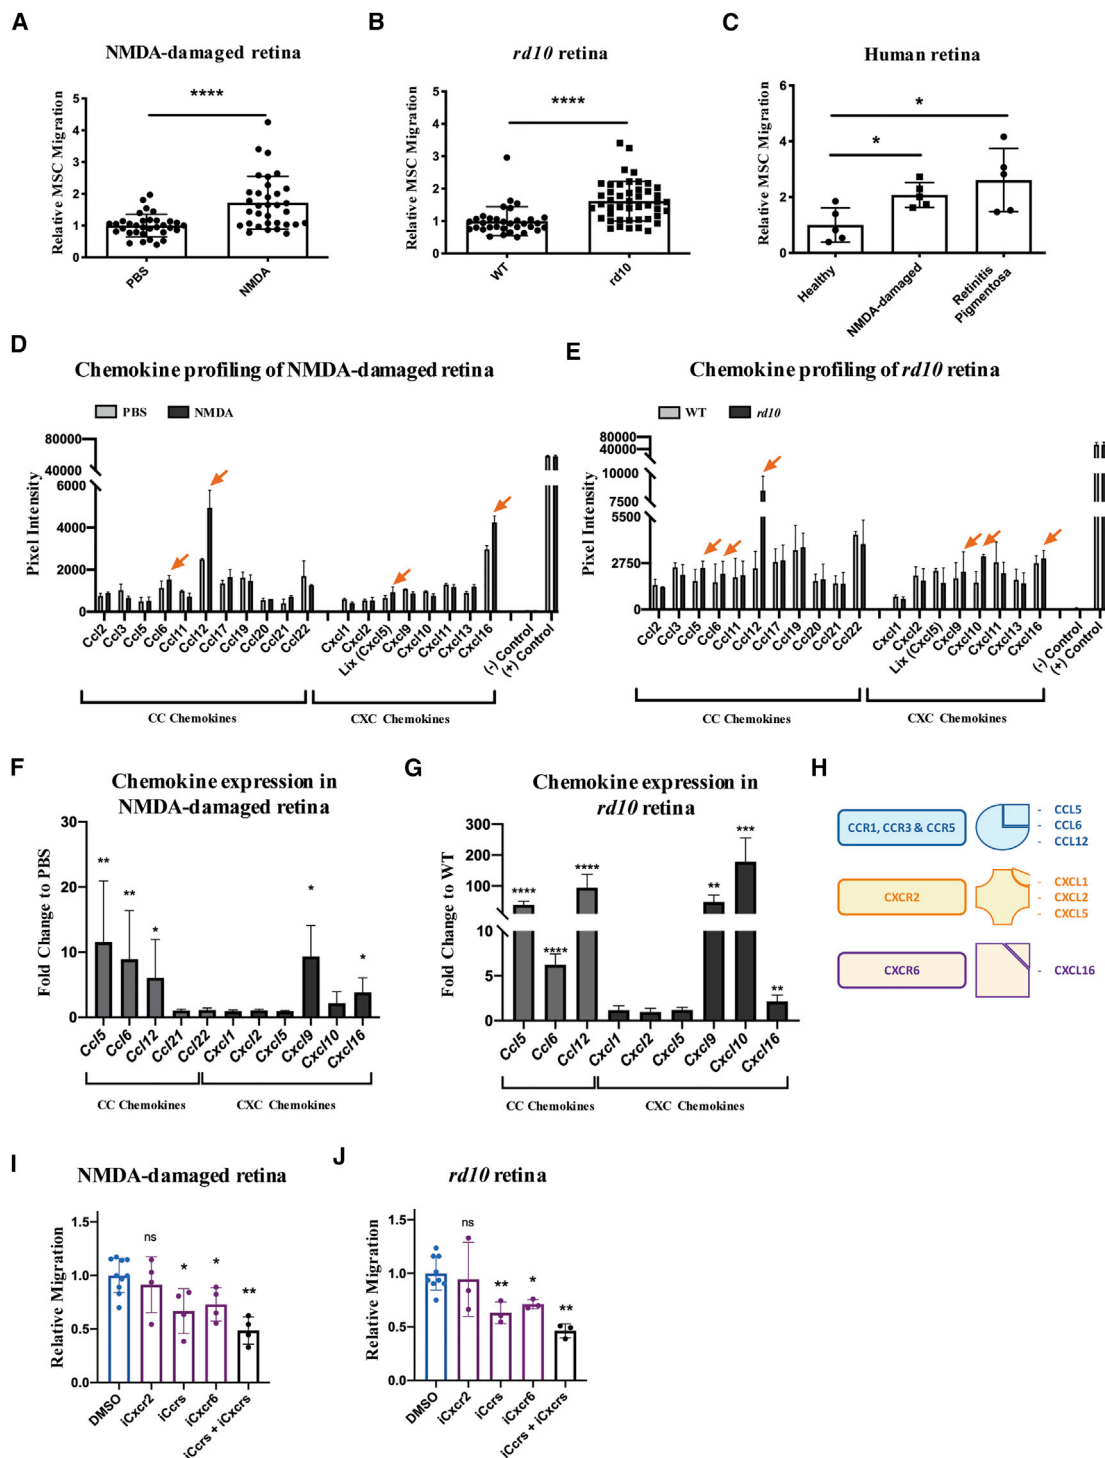 A
NMDA-damaged retina
****
Relative MSC Migration
5
4
3
2
1
0
PBS
NMDA
B
rd10 retina
****
Relative MSC Migration
5
4
3
2
1
0
WT
rd10
C
Human retina
*
*
Relative MSC Migration
6
4
2
0
Healthy
NMDA-damaged
Retinitis
Pigmentosa
D
Chemokine profiling of NMDA-damaged retina
PBS
NMDA
Pixel Intensity
80000
40000
6000
4000
2000
0
Ccl2
Ccl3
Ccl5
Ccl6
Ccl11
Ccl12
Ccl17
Ccl19
Ccl20
Ccl21
Ccl22
Cxcl1
Cxcl2
Lix (Cxcl5)
Cxcl9
Cxcl10
Cxcl11
Cxcl13
Cxcl16
(-) Control
(+) Control
CC Chemokines
CXC Chemokines
E
Chemokine profiling of rd10 retina
WT
rd10
Pixel Intensity
80000
40000
10000
7500
5500
2750
0
Ccl2
Ccl3
Ccl5
Ccl6
Ccl11
Ccl12
Ccl17
Ccl19
Ccl20
Ccl21
Ccl22
Cxcl1
Cxcl2
Lix (Cxcl5)
Cxcl9
Cxcl10
Cxcl11
Cxcl13
Cxcl16
(-) Control
(+) Control
CC Chemokines
CXC Chemokines
F
Chemokine expression in
NMDA-damaged retina
Fold Change to PBS
30
20
10
0
**
**
*
*
*
Ccl5
Ccl6
Ccl12
Ccl21
Ccl22
Cxcl1
Cxcl2
Cxcl5
Cxcl9
Cxcl10
Cxcl16
CC Chemokines
CXC Chemokines
G
Chemokine expression in
rd10 retina
Fold Change to WT
300
200
100
10
5
0
****
****
****
**
***
**
Ccl5
Ccl6
Ccl12
Cxcl1
Cxcl2
Cxcl5
Cxcl9
Cxcl10
Cxcl16
CC Chemokines
CXC Chemokines
H
CCR1, CCR3 & CCR5
- CCL5
- CCL6
- CCL12
CXCR2
- CXCL1
- CXCL2
- CXCL5
CXCR6
- CXCL16
I
NMDA-damaged retina
Relative Migration
1.5
1.0
0.5
0.0
ns
*
*
**
DMSO
iCxcr2
iCcrs
iCxcr6
iCcrs + iCxcrs
J
rd10 retina
Relative Migration
1.5
1.0
0.5
0.0
ns
**
*
**
DMSO
iCxcr2
iCcrs
iCxcr6
iCcrs + iCxcrs